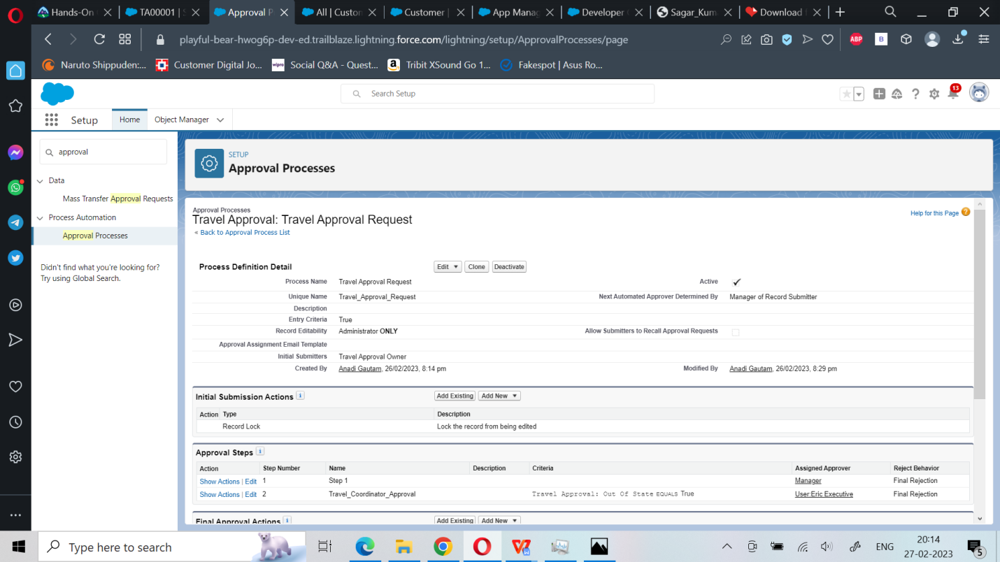 Hands-On
TA00001 | S
Approval P
All | Custon
Customer |
App Manag
Developer
Sagar_Kum
Download f
playful-bear-hwog6p-dev-ed.trailblaze.lightning.force.com/lightning/setup/ApprovalProcesses/page
ABP
B
Naruto Shippuden:...
Customer Digital Jo...
wipro
Social Q&A - Quest...
Tribit XSound Go 1...
Fakespot | Asus Ro...
Search Setup
13
Setup
Home
Object Manager
approval
Data
Mass Transfer Approval Requests
Process Automation
Approval Processes
Didn't find what you're looking for?
Try using Global Search.
SETUP
Approval Processes
Approval Processes
Travel Approval: Travel Approval Request
« Back to Approval Process List
Help for this Page
Process Definition Detail
Edit
Clone
Deactivate
Process Name Travel Approval Request Active
Unique Name Travel_Approval_Request Next Automated Approver Determined By Manager of Record Submitter
Description
Entry Criteria True
Record Editability Administrator ONLY Allow Submitters to Recall Approval Requests
Approval Assignment Email Template
Initial Submitters Travel Approval Owner
Created By Anadi Gautam, 26/02/2023, 8:14 pm Modified By Anadi Gautam, 26/02/2023, 8:29 pm
Initial Submission Actions
Add Existing
Add New
Action Type Description
Record Lock Lock the record from being edited
Approval Steps
Action Step Number Name Description Criteria Assigned Approver Reject Behavior
Show Actions | Edit 1 Step 1 Manager Final Rejection
Show Actions | Edit 2 Travel_Coordinator_Approval Travel Approval: Out Of State EQUALS True User:Eric Executive Final Rejection
Final Approval Actions
Add Existing
Add New
Type here to search
ENG
20:14
27-02-2023
5